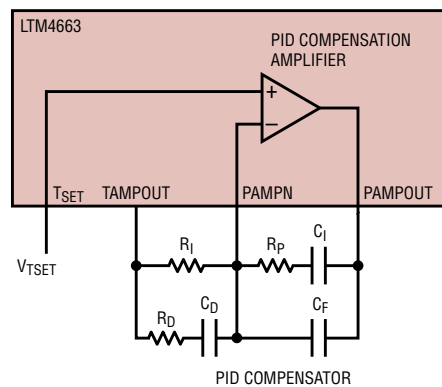 LTM4663
PID COMPENSATION
AMPLIFIER
+
−
TSET
TAMPOUT
PAMPN
PAMPOUT
VTSET
RI
RP
CI
RD
CD
CF
PID COMPENSATOR